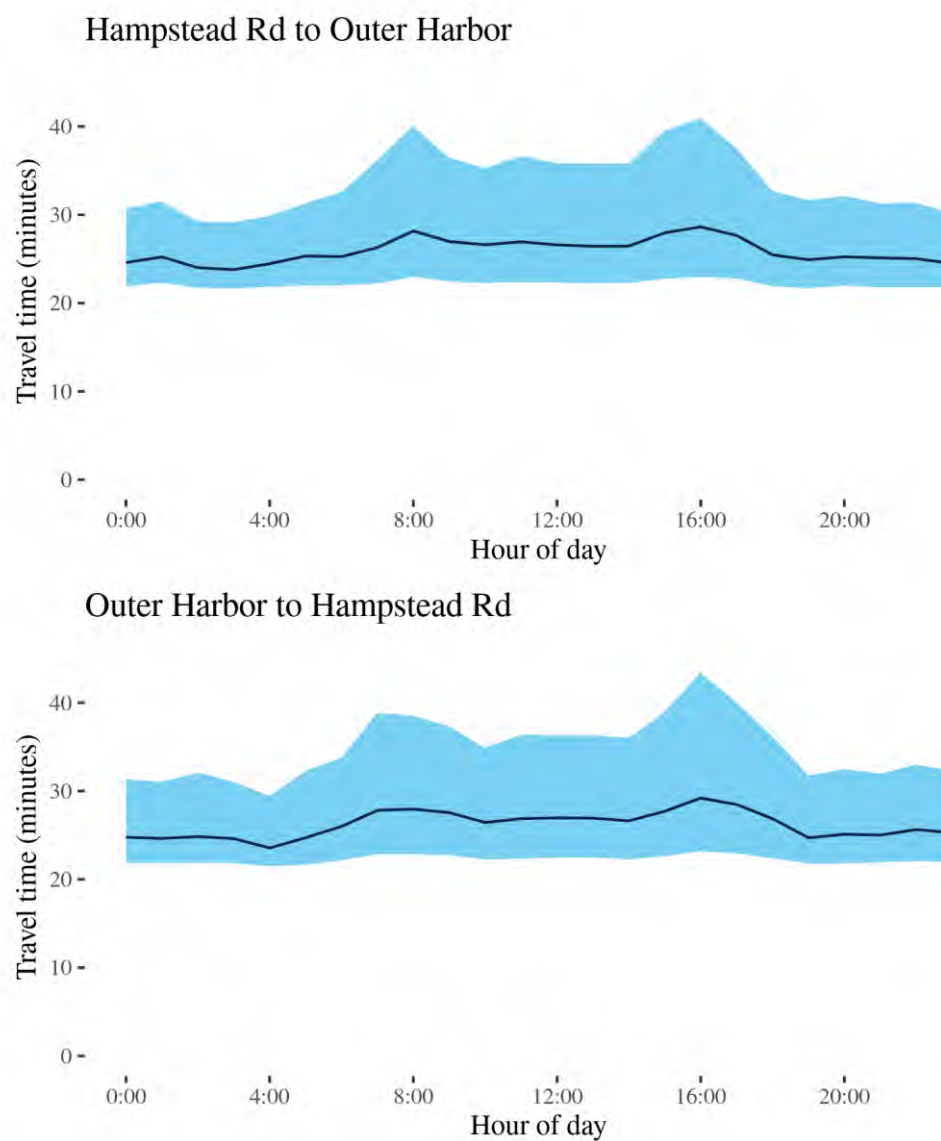 Hampstead Rd to Outer Harbor
Travel time (minutes)
40
30
20
10
0
0:00 4:00 8:00 12:00 16:00 20:00
Hour of day
Outer Harbor to Hampstead Rd
Travel time (minutes)
40
30
20
10
0
0:00 4:00 8:00 12:00 16:00 20:00
Hour of day